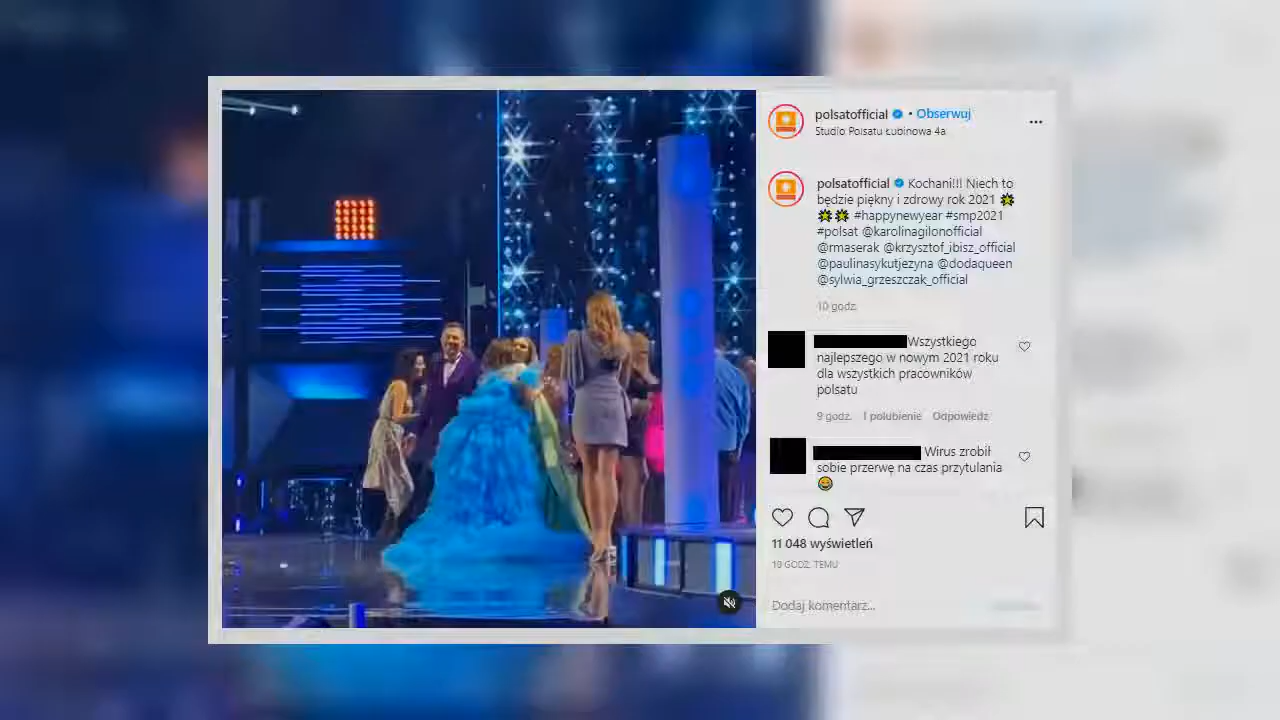 polsatofficial • Obserwuj
Studio Polsatu Łubinowa 4a
polsatofficial Kochani!!! Niech to
będzie piękny i zdrowy rok 2021
#happynewyear #smp2021
#polsat @karolinagilonofficial
@rmaserak @krzysztof_ibisz_official
@paulinasykutjezyna @dodaqueen
@sylwia_grzeszczak_official
10 godz.
Wszystkiego
najlepszego w nowym 2021 roku
dla wszystkich pracowników
polsatu
9 godz. 1 polubienie Odpowiedz
Wirus zrobił
sobie przerwę na czas przytulania
11 048 wyświetleń
10 GODZ. TEMU
Dodaj komentarz...